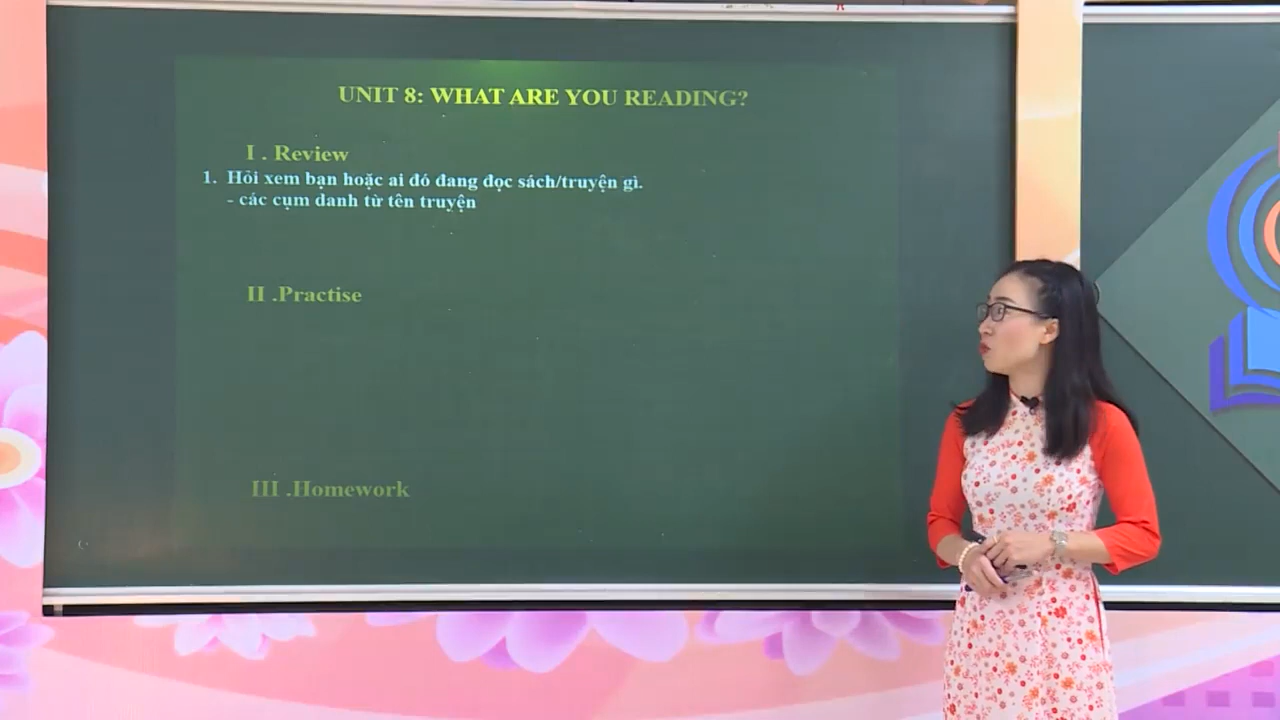 UNIT 8: WHAT ARE YOU READING?
I . Review
1. Hỏi xem bạn hoặc ai đó đang đọc sách/truyện gì.
- các cụm danh từ tên truyện
II .Practise
III .Homework